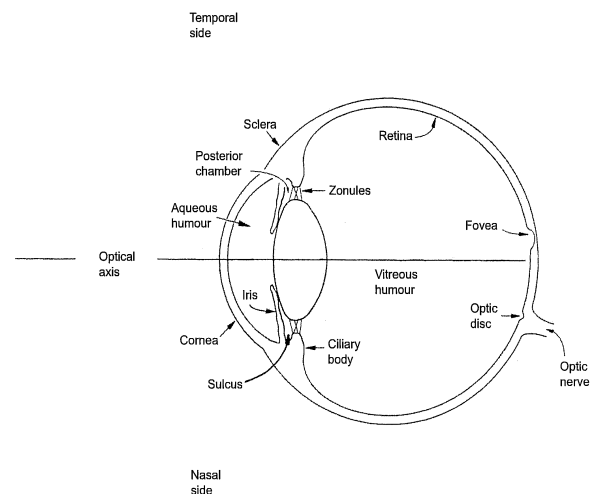 Temporal
side
Sclera
Retina
Posterior
chamber
Zonules
Aqueous
humour
Fovea
Optical
axis
Vitreous
humour
Iris
Optic
disc
Cornea
Ciliary
body
Optic
nerve
Sulcus
Nasal
side